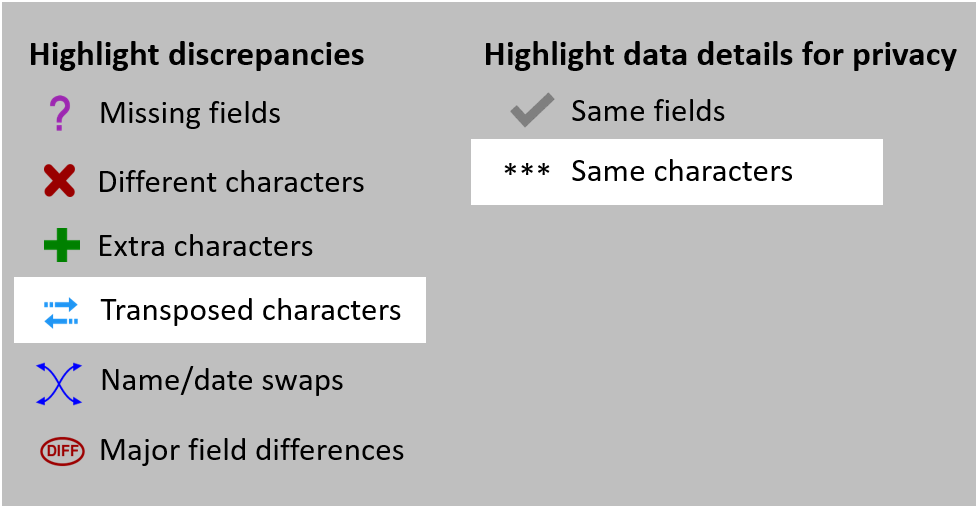 Highlight discrepancies
? Missing fields
Different characters
Extra characters
Transposed characters
Name/date swaps
DIFF Major field differences
Highlight data details for privacy
Same fields
*** Same characters